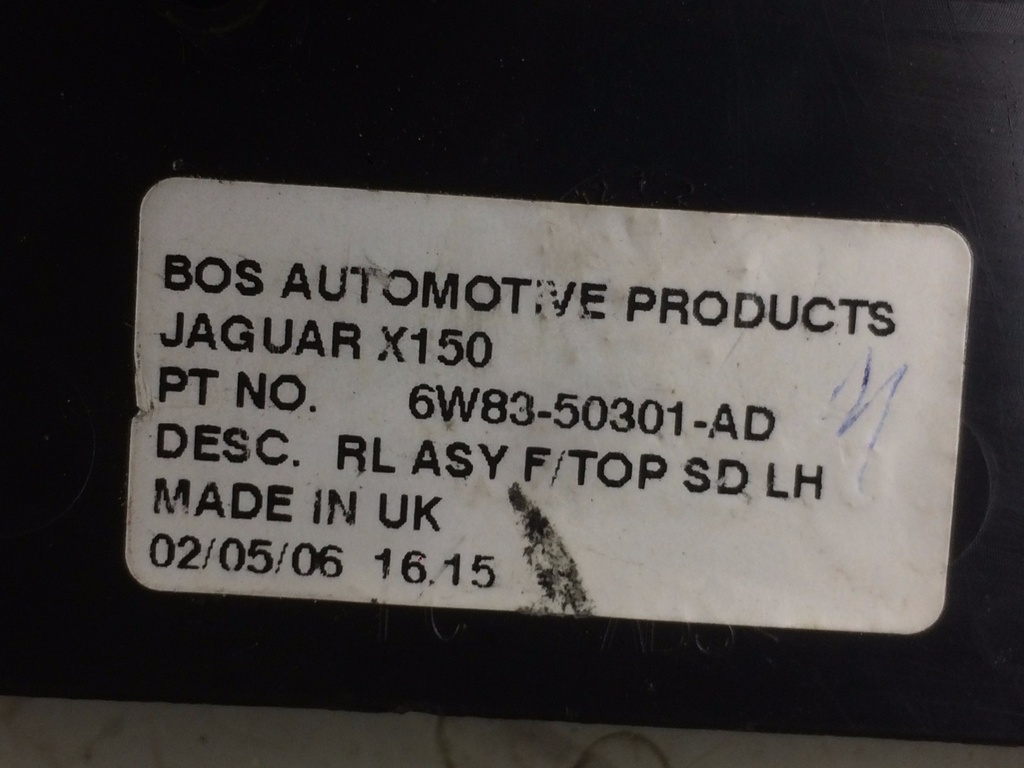 BOS AUTOMOTIVE PRODUCTS
JAGUAR X150
PT NO. 6W83-50301-AD
DESC. RL ASY F/TOP SD LH
MADE IN UK
02/05/06 16.15